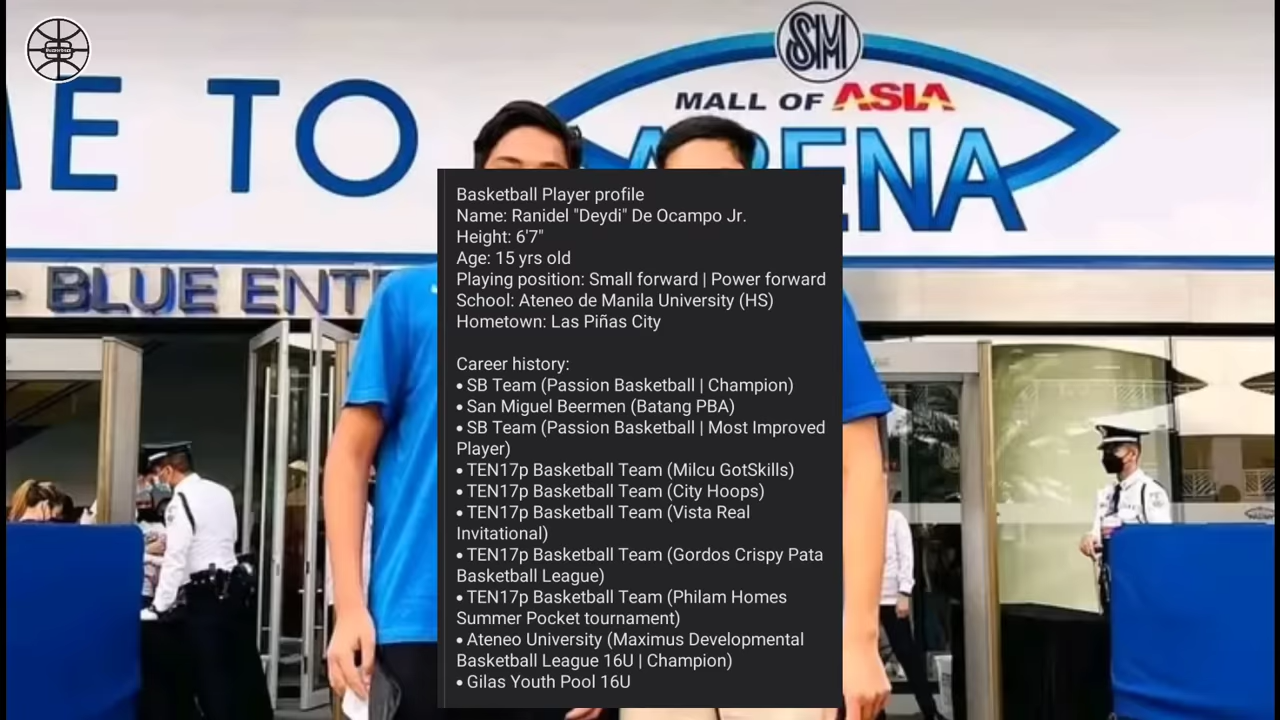 ME TO
SM
MALL OF ASIA
ARENA
- BLUE ENT
Basketball Player profile
Name: Ranidel "Deydi" De Ocampo Jr.
Height: 6'7"
Age: 15 yrs old
Playing position: Small forward | Power forward
School: Ateneo de Manila University (HS)
Hometown: Las Piñas City
Career history:
• SB Team (Passion Basketball | Champion)
• San Miguel Beermen (Batang PBA)
• SB Team (Passion Basketball | Most Improved
Player)
• TEN17p Basketball Team (Milcu GotSkills)
• TEN17p Basketball Team (City Hoops)
• TEN17p Basketball Team (Vista Real
Invitational)
• TEN17p Basketball Team (Gordos Crispy Pata
Basketball League)
• TEN17p Basketball Team (Philam Homes
Summer Pocket tournament)
• Ateneo University (Maximus Developmental
Basketball League 16U | Champion)
• Gilas Youth Pool 16U